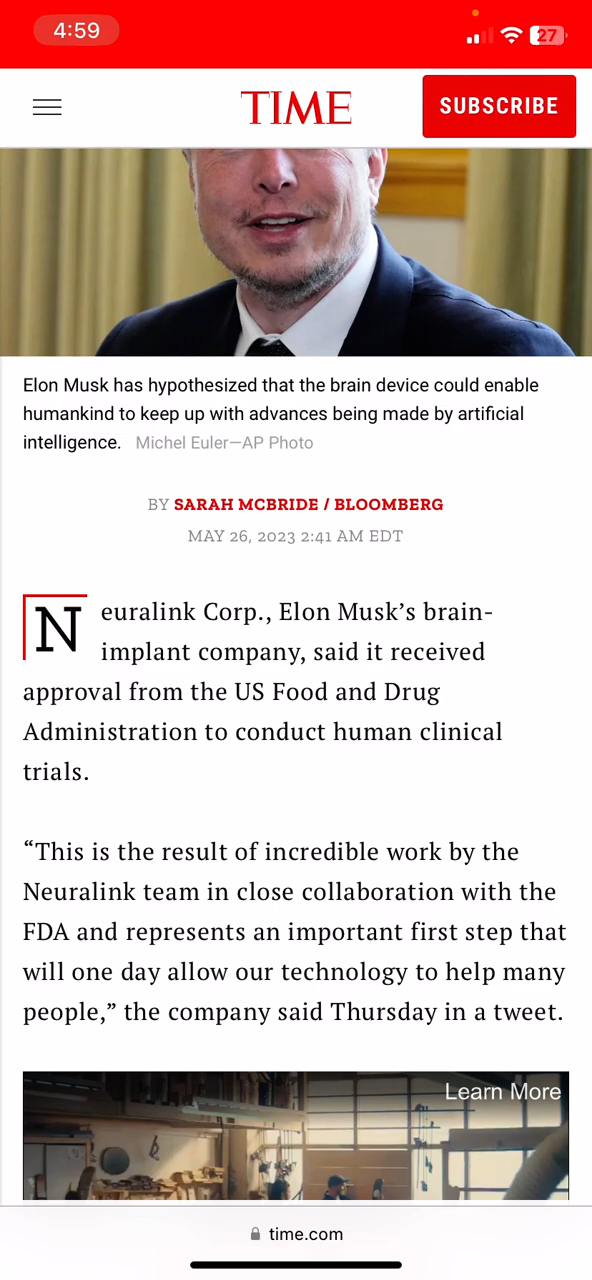 4:59
27
TIME
SUBSCRIBE
Elon Musk has hypothesized that the brain device could enable
humankind to keep up with advances being made by artificial
intelligence. Michel Euler—AP Photo
BY SARAH MCBRIDE / BLOOMBERG
MAY 26, 2023 2:41 AM EDT
Neuralink Corp., Elon Musk’s brain-
implant company, said it received
approval from the US Food and Drug
Administration to conduct human clinical
trials.
“This is the result of incredible work by the
Neuralink team in close collaboration with the
FDA and represents an important first step that
will one day allow our technology to help many
people,” the company said Thursday in a tweet.
Learn More
time.com